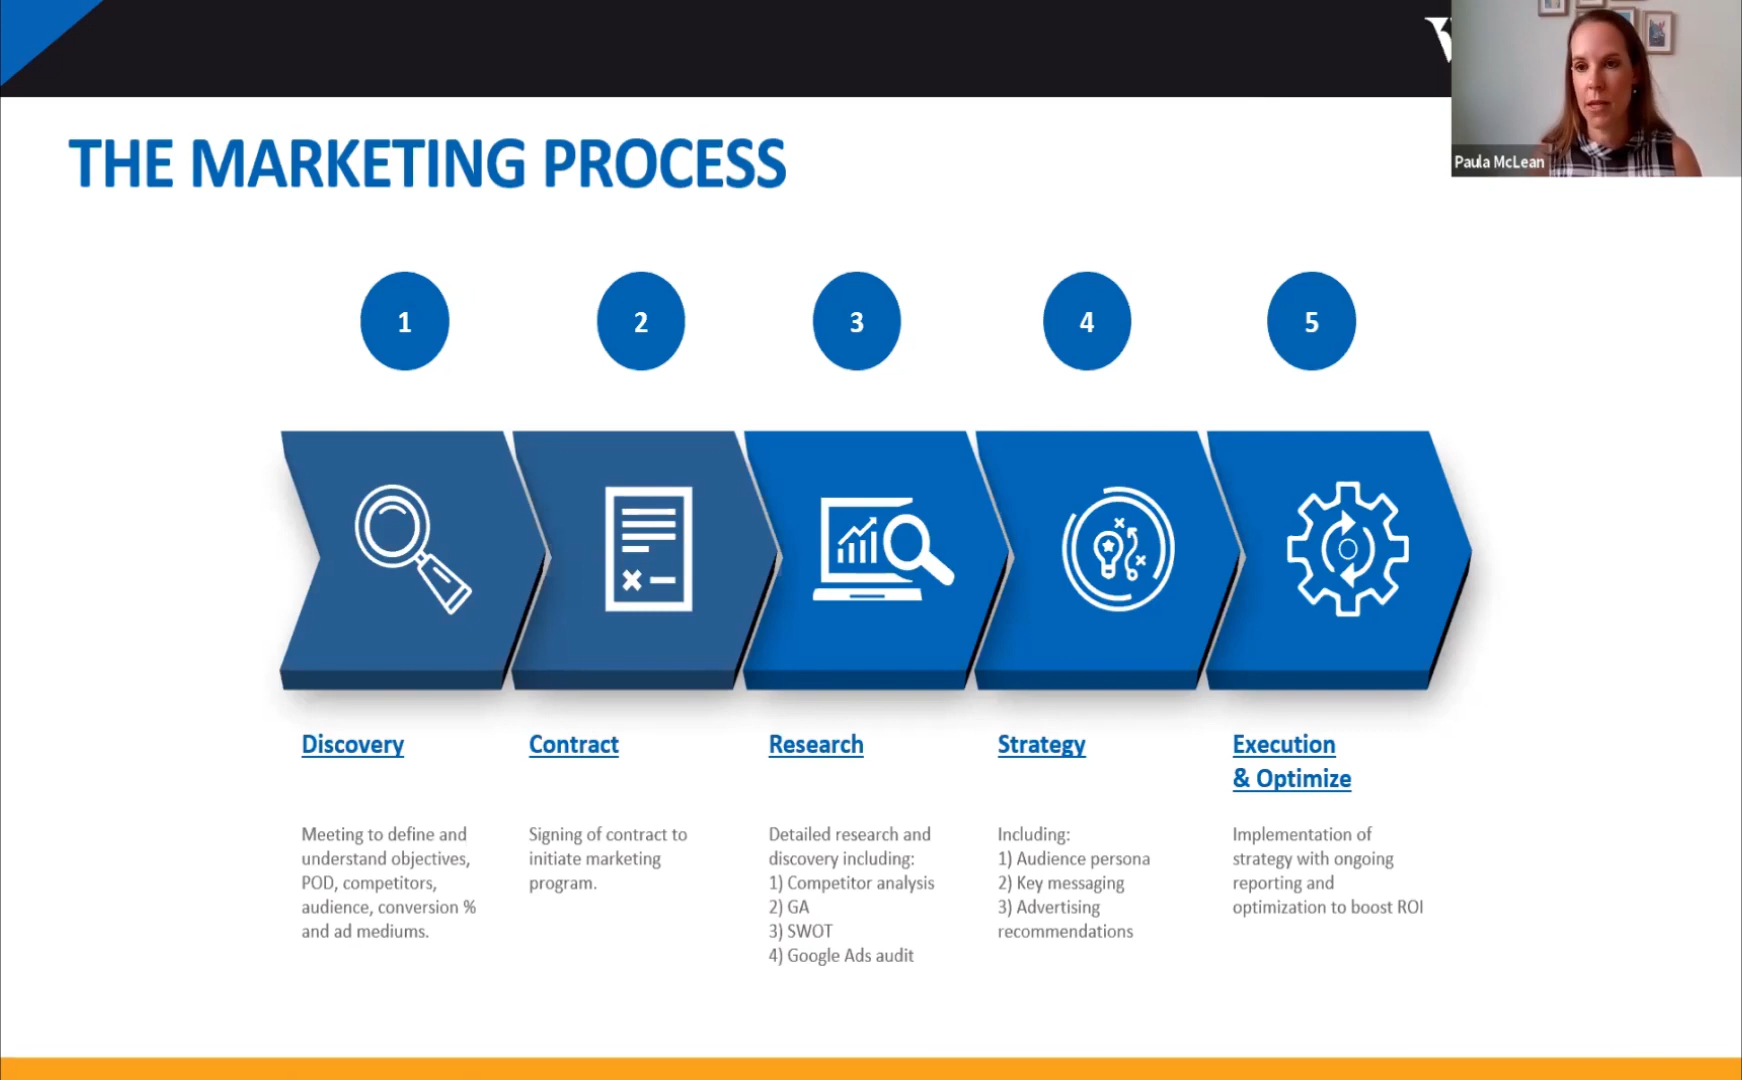 THE MARKETING PROCESS
Paula McLean
1
2
3
4
5
Discovery
Meeting to define and
understand objectives,
POD, competitors,
audience, conversion %
and ad mediums.
Contract
Signing of contract to
initiate marketing
program.
Research
Detailed research and
discovery including:
1) Competitor analysis
2) GA
3) SWOT
4) Google Ads audit
Strategy
Including:
1) Audience persona
2) Key messaging
3) Advertising
recommendations
Execution
& Optimize
Implementation of
strategy with ongoing
reporting and
optimization to boost ROI